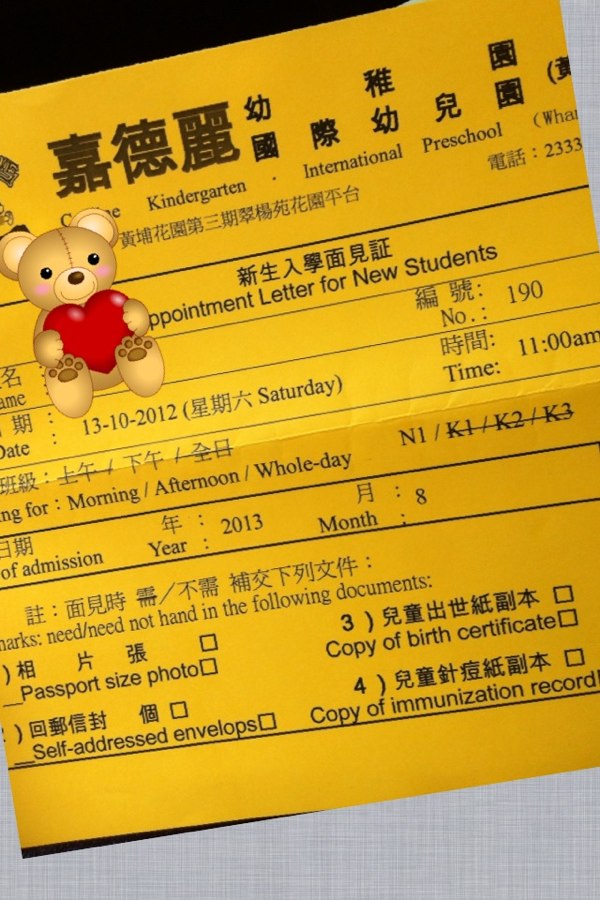 嘉德麗 幼稚園
國際幼兒園 (黃
Kindergarten · International Preschool (Wha
黃埔花園第三期翠楊苑花園平台
電話：2333
新生入學面見証
ppointment Letter for New Students
編 號: 190
No.:
名
ame
時間: 11:00am
Time:
期
Date : 13-10-2012 (星期六 Saturday)
班級：上午 / 下午 / 全日
ng for：Morning / Afternoon / Whole-day N1 / K1 / K2 / K3
日期 年 : 2013 月 : 8
of admission Year : Month :
註：面見時 需／不需 補交下列文件：
marks: need/need not hand in the following documents:
) 相 片 張 □
__Passport size photo□
) 回郵信封 個 □
__Self-addressed envelops□
3 ) 兒童出世紙副本 □
Copy of birth certificate□
4 ) 兒童針痘紙副本 □
Copy of immunization record